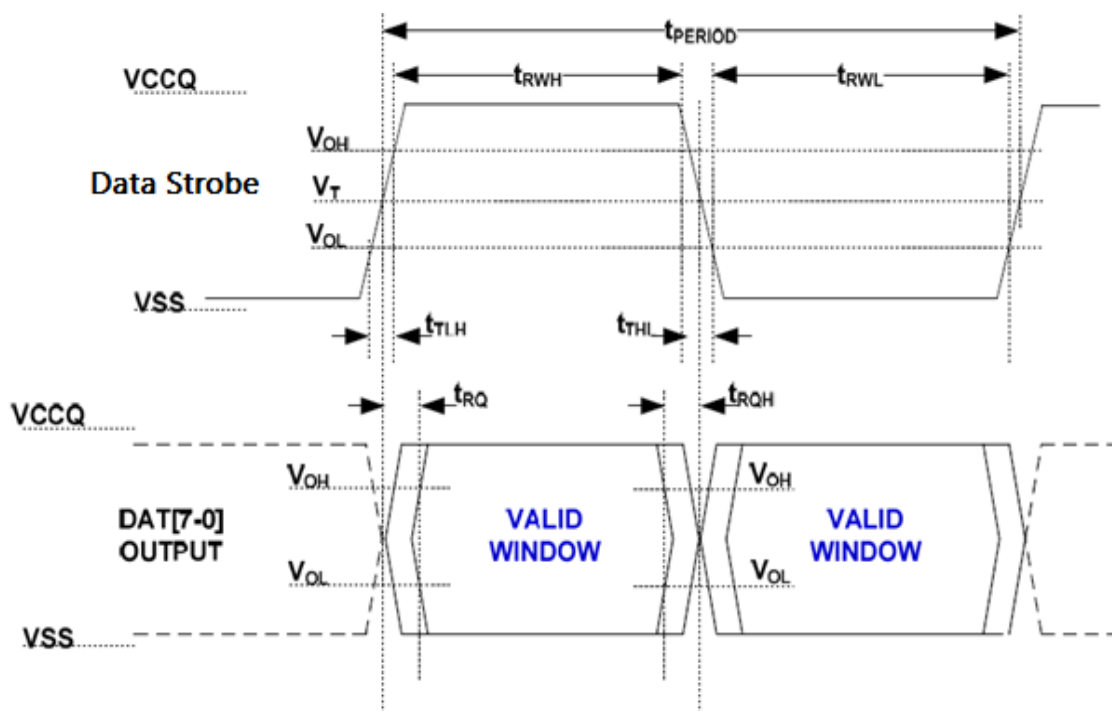 tPERIOD
VCCQ
tRWH
tRWL
VOH
Data Strobe
VT
VOL
VSS
tTLH
tTHL
tRQ
tRQH
VCCQ
VOH
VOH
DAT[7-0]
OUTPUT
VALID
WINDOW
VALID
WINDOW
VOL
VOL
VSS